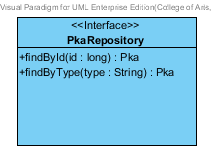 Visual Paradigm for UML Enterprise Edition(College of Arts,
<<Interface>>
PkaRepository
+findById(id : long) : Pka
+findByType(type : String) : Pka